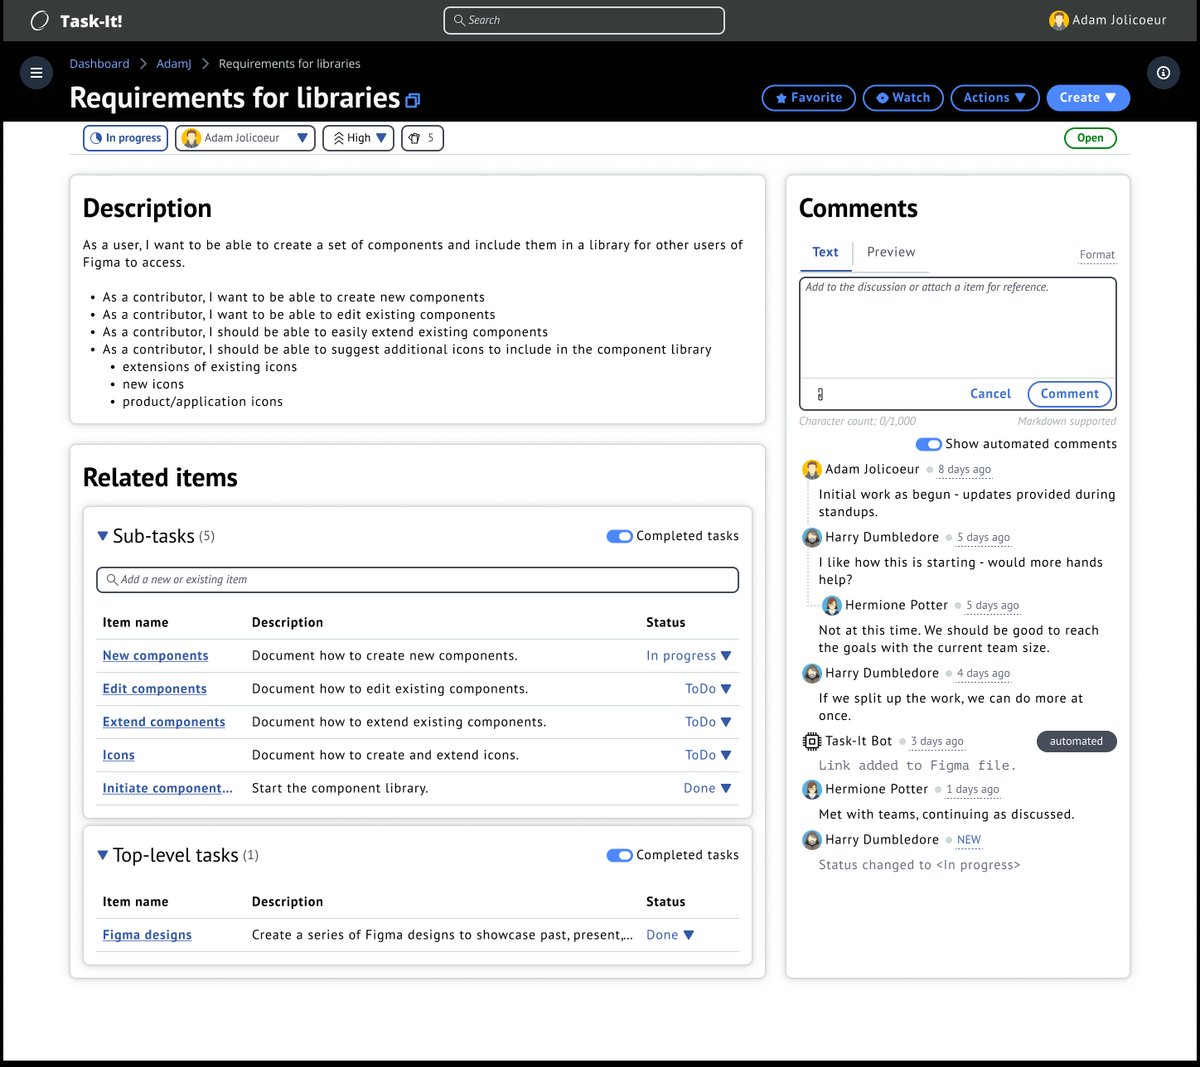 Task-It!
Search
Adam Jolicoeur
Dashboard > AdamJ > Requirements for libraries
Requirements for libraries
Favorite
Watch
Actions
Create
In progress
Adam Jolicoeur
High
5
Open
Description
As a user, I want to be able to create a set of components and include them in a library for other users of
Figma to access.
• As a contributor, I want to be able to create new components
• As a contributor, I want to be able to edit existing components
• As a contributor, I should be able to easily extend existing components
• As a contributor, I should be able to suggest additional icons to include in the component library
• extensions of existing icons
• new icons
• product/application icons
Related items
Sub-tasks (5)
Completed tasks
Add a new or existing item
Item name Description Status
New components Document how to create new components. In progress
Edit components Document how to edit existing components. ToDo
Extend components Document how to extend existing components. ToDo
Icons Document how to create and extend icons. ToDo
Initiate component... Start the component library. Done
Top-level tasks (1)
Completed tasks
Item name Description Status
Figma designs Create a series of Figma designs to showcase past, present,... Done
Comments
Text Preview Format
Add to the discussion or attach a item for reference.
Cancel Comment
Character count: 0/1,000 Markdown supported
Show automated comments
Adam Jolicoeur 8 days ago
Initial work as begun - updates provided during
standups.
Harry Dumbledore 5 days ago
I like how this is starting - would more hands
help?
Hermione Potter 5 days ago
Not at this time. We should be good to reach
the goals with the current team size.
Harry Dumbledore 4 days ago
If we split up the work, we can do more at
once.
Task-It Bot 3 days ago automated
Link added to Figma file.
Hermione Potter 1 days ago
Met with teams, continuing as discussed.
Harry Dumbledore NEW
Status changed to <In progress>